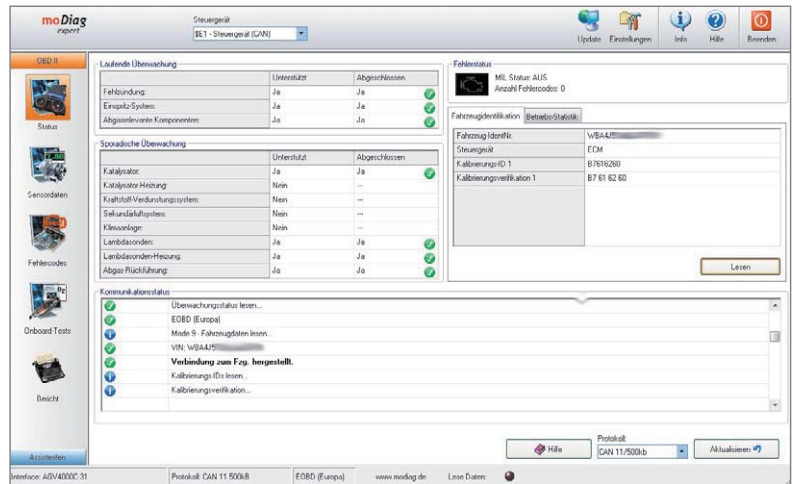 moDiag
expert
Steuergerät
$E1 - Steuergerät (CAN)
Update Einstellungen Info Hilfe Beenden
OBD II
Status
Sensordaten
Fehlercodes
Onboard-Tests
Bericht
Assistenten
Laufende Überwachung
Unterstützt Abgeschlossen
Fehlzündung: Ja Ja
Einspritz-System: Ja Ja
Abgasrelevante Komponenten: Ja Ja
Sporadische Überwachung
Unterstützt Abgeschlossen
Katalysator: Ja Ja
Katalysator-Heizung: Nein ---
Kraftstoff-Verdunstungssystem: Nein ---
Sekundärluftsystem: Nein ---
Klimaanlage: Nein ---
Lambdasonden: Ja Ja
Lambdasonden-Heizung: Ja Ja
Abgas Rückführung: Ja Ja
Fehlerstatus
MIL Status: AUS
Anzahl Fehlercodes: 0
Fahrzeugidentifikation Betriebs-Statistik
Fahrzeug-IdentNr. WBA4J5
Steuergerät ECM
Kalibrierungs-ID 1 B7616260
Kalibrierungsverifikation 1 B7 61 62 60
Lesen
Kommunikationsstatus
Überwachungsstatus lesen...
EOBD (Europa)
Mode 9 - Fahrzeugdaten lesen...
VIN: WBA4J5
Verbindung zum Fzg. hergestellt.
Kalibrierungs-IDs lesen...
Kalibrierungsverifikation...
Hilfe
Protokoll:
CAN 11/500kb
Aktualisieren
Interface: AGV4000C-31 Protokoll: CAN 11 500kB EOBD (Europa) www.modiag.de Lese Daten: